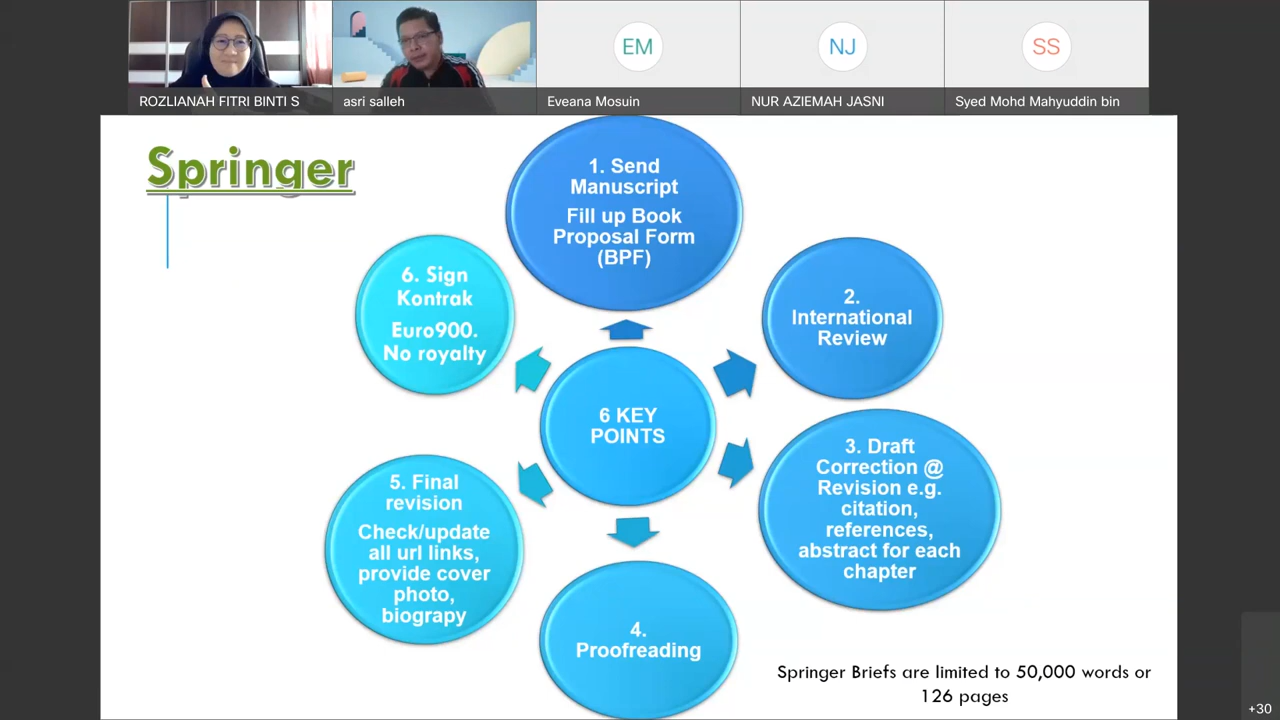 EM
NJ
SS
ROZLIANAH FITRI BINTI S
asri salleh
Eveana Mosuin
NUR AZIEMAH JASNI
Syed Mohd Mahyuddin bin
Springer
1. Send
Manuscript
Fill up Book
Proposal Form
(BPF)
2.
International
Review
3. Draft
Correction @
Revision e.g.
citation,
references,
abstract for each
chapter
4.
Proofreading
5. Final
revision
Check/update
all url links,
provide cover
photo,
biograpy
6. Sign
Kontrak
Euro900.
No royalty
6 KEY
POINTS
Springer Briefs are limited to 50,000 words or
126 pages
+30